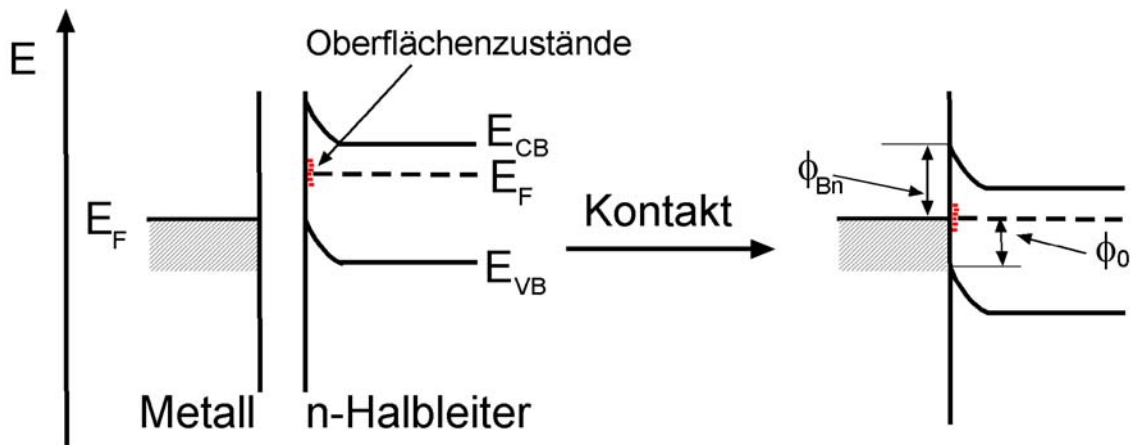 E
Oberflächenzustände
E_CB
E_F
E_VB
E_F
Metall
n-Halbleiter
Kontakt
ϕ_Bn
ϕ_0